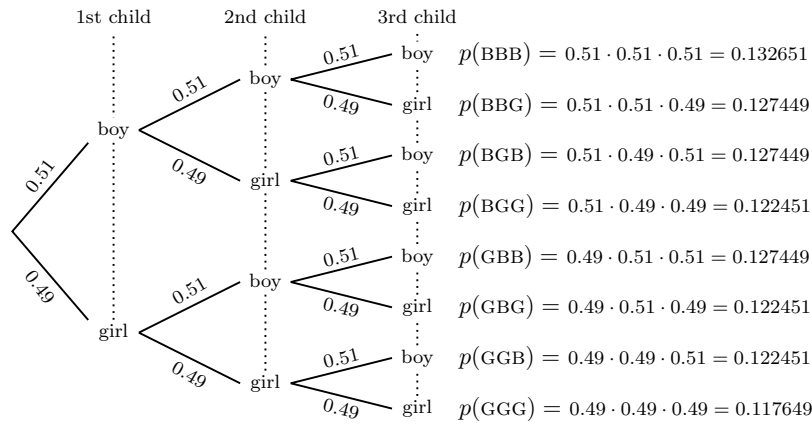 1st child 2nd child 3rd child
0.51 boy p(BBB) = 0.51 · 0.51 · 0.51 = 0.132651
0.51 boy
0.49 girl p(BBG) = 0.51 · 0.51 · 0.49 = 0.127449
boy
0.51 boy p(BGB) = 0.51 · 0.49 · 0.51 = 0.127449
0.49 girl
0.51
0.49 girl p(BGG) = 0.51 · 0.49 · 0.49 = 0.122451
0.51 boy p(GBB) = 0.49 · 0.51 · 0.51 = 0.127449
0.49
0.51 boy
0.49 girl p(GBG) = 0.49 · 0.51 · 0.49 = 0.122451
girl
0.51 boy p(GGB) = 0.49 · 0.49 · 0.51 = 0.122451
0.49 girl
0.49 girl p(GGG) = 0.49 · 0.49 · 0.49 = 0.117649